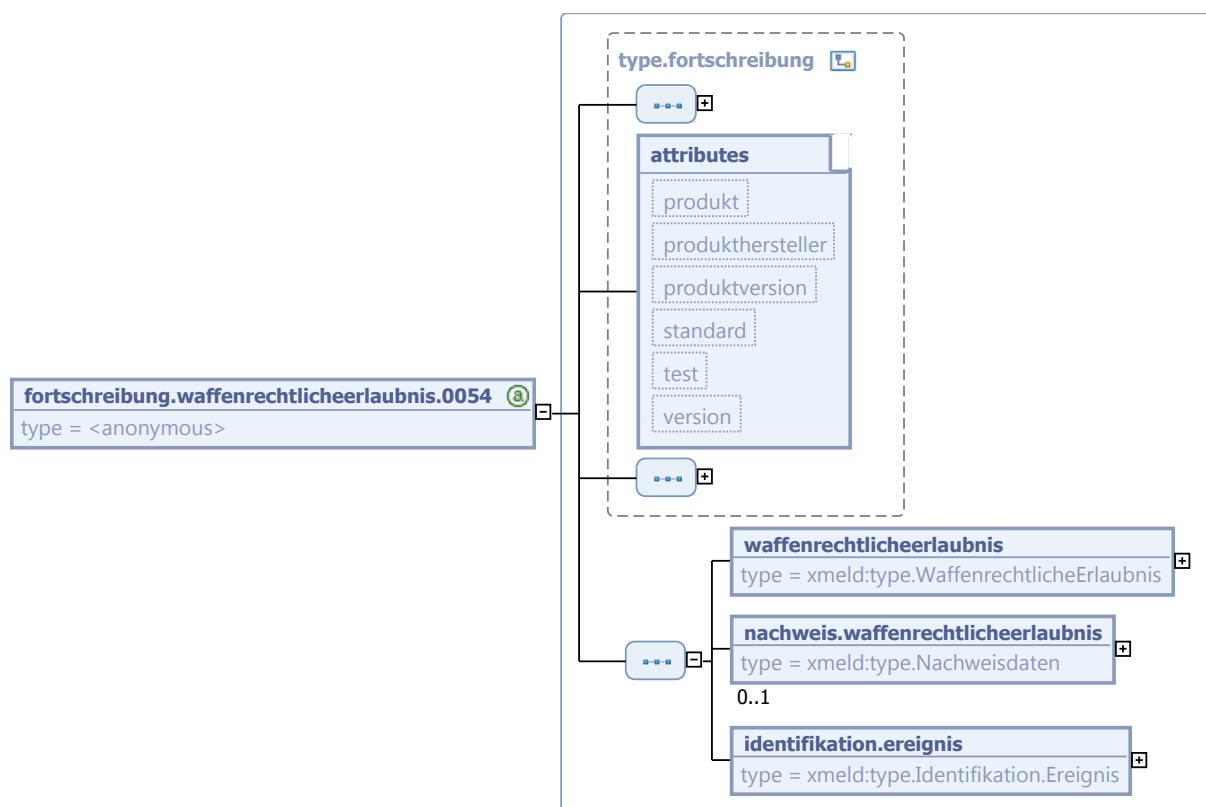 type.fortschreibung
attributes
produkt
produkthersteller
produktversion
standard
test
version
fortschreibung.waffenrechtlicheerlaubnis.0054 a
type = <anonymous>
waffenrechtlicheerlaubnis
type = xmeld:type.WaffenrechtlicheErlaubnis
nachweis.waffenrechtlicheerlaubnis
type = xmeld:type.Nachweisdaten
0..1
identifikation.ereignis
type = xmeld:type.Identifikation.Ereignis